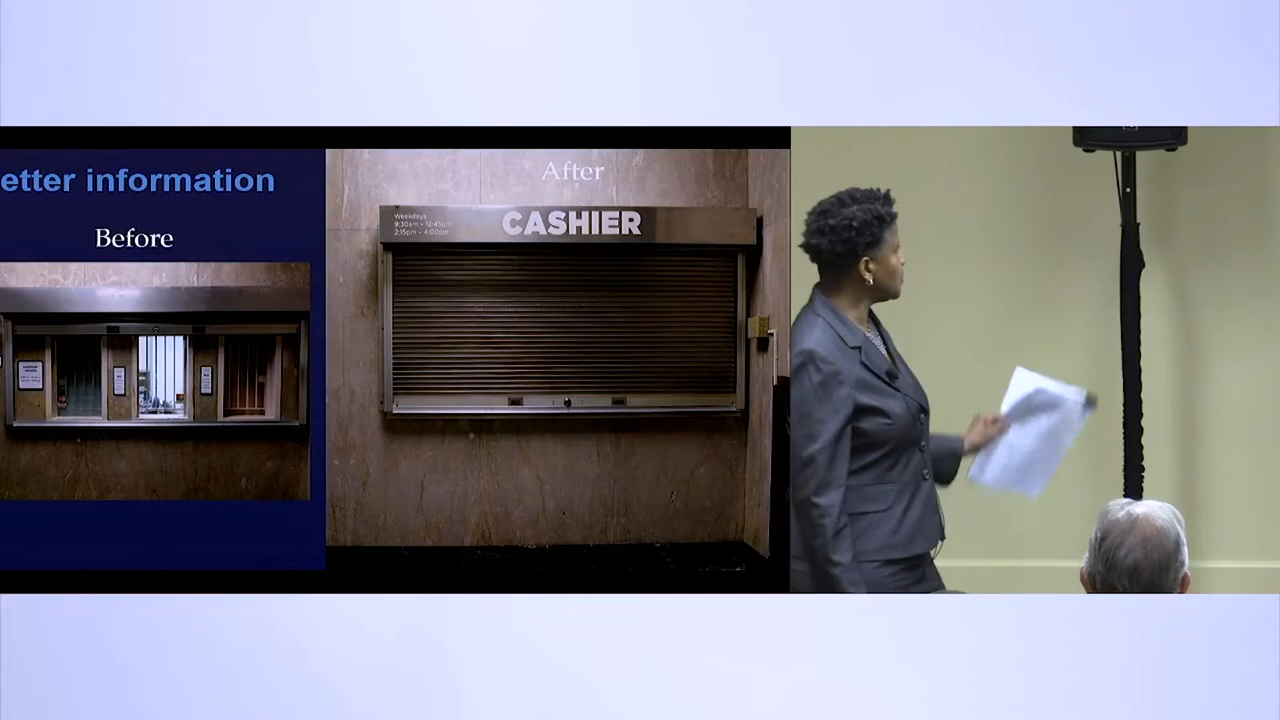 etter information
Before
After
CASHIER
Weekdays
9:30am – 12:45pm
2:15pm – 4:00pm